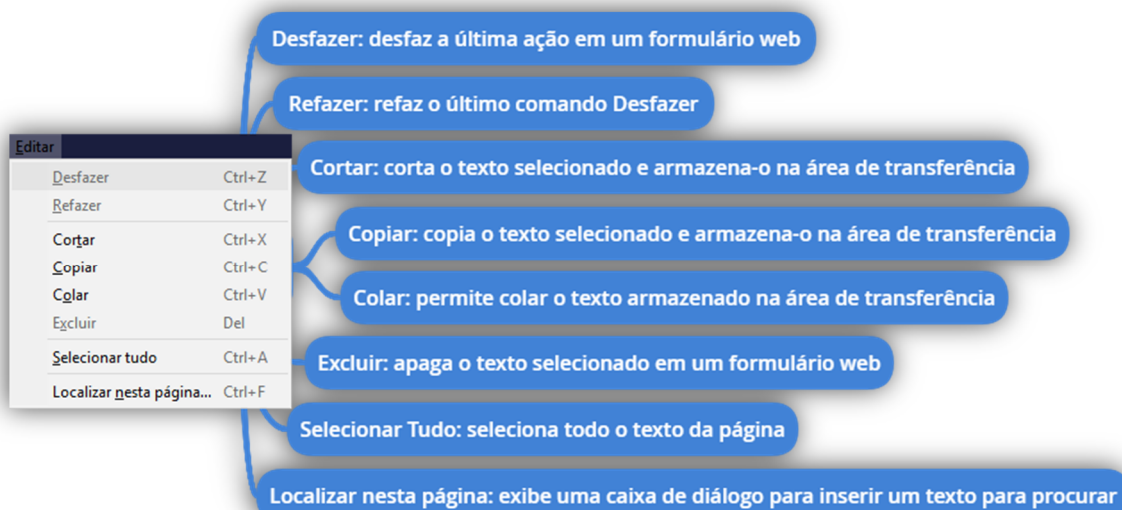 Desfazer: desfaz a última ação em um formulário web
Refazer: refaz o último comando Desfazer
Editar
Desfazer Ctrl+Z
Refazer Ctrl+Y
Cortar Ctrl+X
Copiar Ctrl+C
Colar Ctrl+V
Excluir Del
Selecionar tudo Ctrl+A
Localizar nesta página... Ctrl+F
Cortar: corta o texto selecionado e armazena-o na área de transferência
Copiar: copia o texto selecionado e armazena-o na área de transferência
Colar: permite colar o texto armazenado na área de transferência
Excluir: apaga o texto selecionado em um formulário web
Selecionar Tudo: seleciona todo o texto da página
Localizar nesta página: exibe uma caixa de diálogo para inserir um texto para procurar